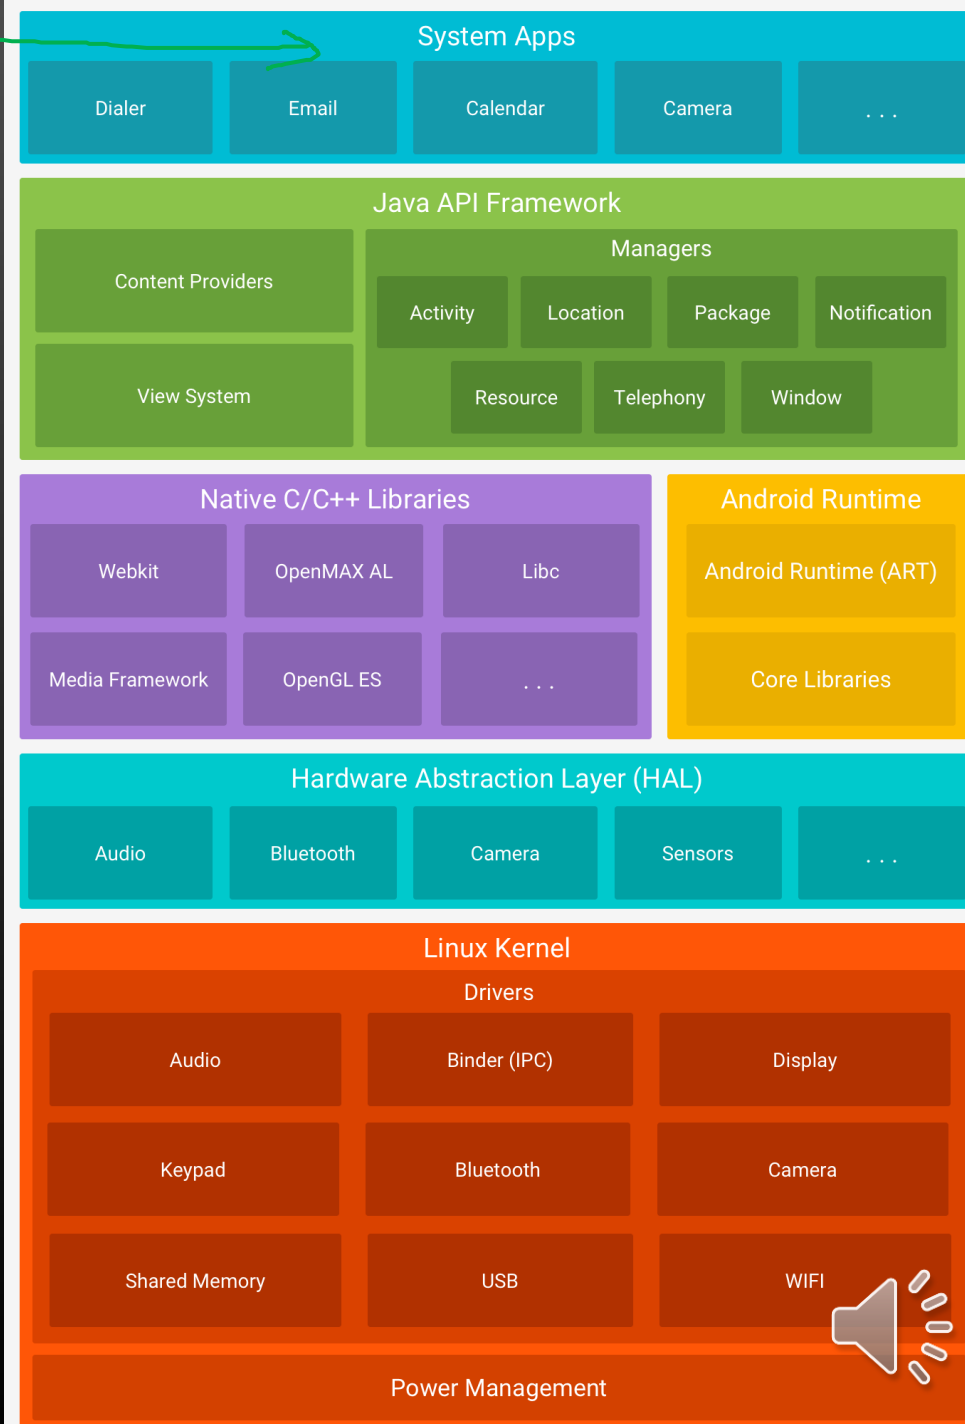 System Apps
Dialer Email Calendar Camera . . .
Java API Framework
Content Providers
View System
Managers
Activity Location Package Notification
Resource Telephony Window
Native C/C++ Libraries
Webkit OpenMAX AL Libc
Media Framework OpenGL ES . . .
Android Runtime
Android Runtime (ART)
Core Libraries
Hardware Abstraction Layer (HAL)
Audio Bluetooth Camera Sensors . . .
Linux Kernel
Drivers
Audio Binder (IPC) Display
Keypad Bluetooth Camera
Shared Memory USB WIFI
Power Management